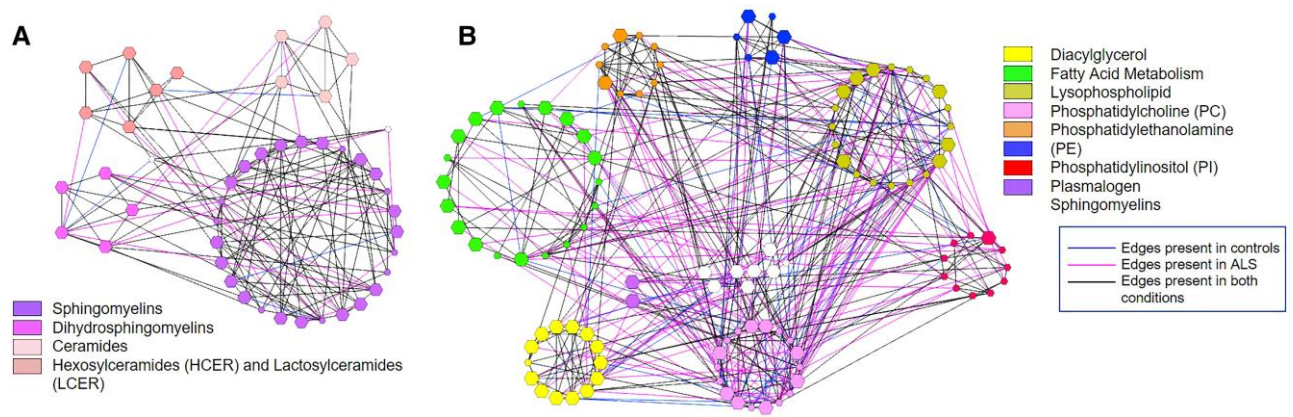 A
B
Sphingomyelins
Dihydrosphingomyelins
Ceramides
Hexosylceramides (HCER) and Lactosylceramides
(LCER)
Diacylglycerol
Fatty Acid Metabolism
Lysophospholipid
Phosphatidylcholine (PC)
Phosphatidylethanolamine
(PE)
Phosphatidylinositol (PI)
Plasmalogen
Sphingomyelins
Edges present in controls
Edges present in ALS
Edges present in both
conditions